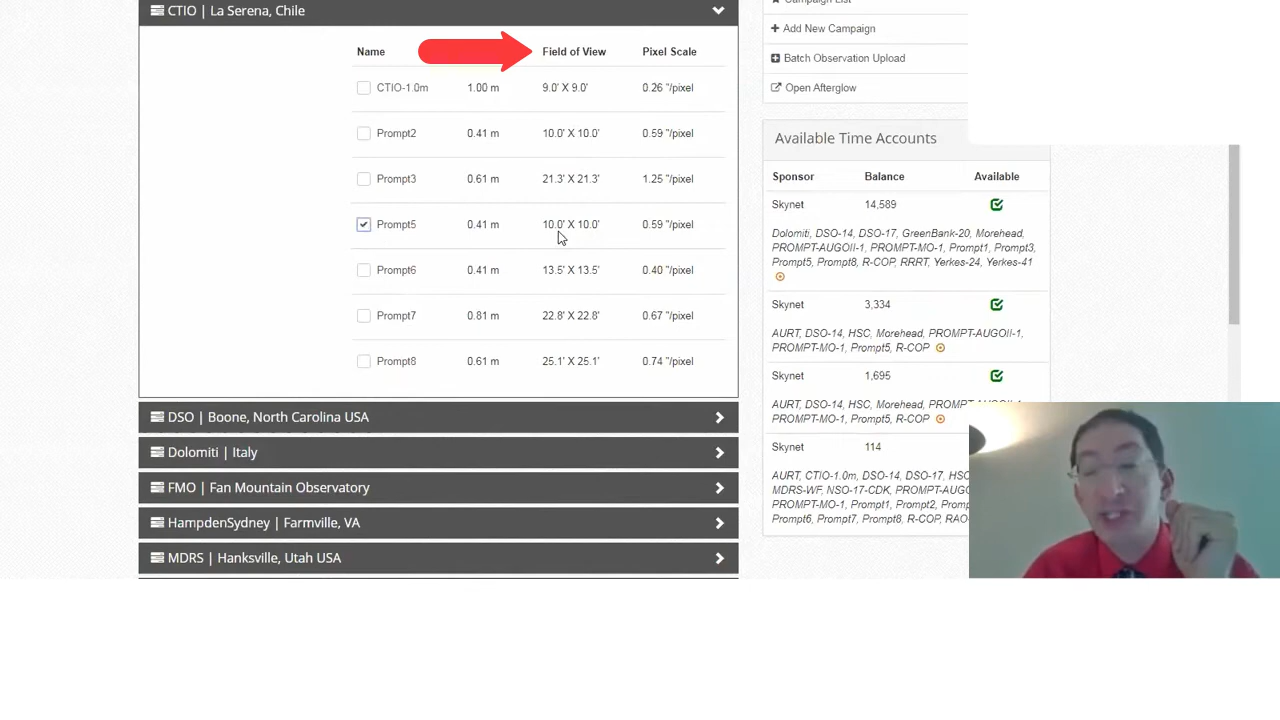 CTIO | La Serena, Chile
Name Field of View Pixel Scale
CTIO-1.0m 1.00 m 9.0' X 9.0' 0.26 "/pixel
Prompt2 0.41 m 10.0' X 10.0' 0.59 "/pixel
Prompt3 0.61 m 21.3' X 21.3' 1.25 "/pixel
Prompt5 0.41 m 10.0' X 10.0' 0.59 "/pixel
Prompt6 0.41 m 13.5' X 13.5' 0.40 "/pixel
Prompt7 0.81 m 22.8' X 22.8' 0.67 "/pixel
Prompt8 0.61 m 25.1' X 25.1' 0.74 "/pixel
DSO | Boone, North Carolina USA
Dolomiti | Italy
FMO | Fan Mountain Observatory
HampdenSydney | Farmville, VA
MDRS | Hanksville, Utah USA
Campaign List
Add New Campaign
Batch Observation Upload
Open Afterglow
Available Time Accounts
Sponsor Balance Available
Skynet 14,589
Dolomiti, DSO-14, DSO-17, GreenBank-20, Morehead,
PROMPT-AUGOII-1, PROMPT-MO-1, Prompt1, Prompt3,
Prompt5, Prompt8, R-COP, RRRT, Yerkes-24, Yerkes-41
Skynet 3,334
AURT, DSO-14, HSC, Morehead, PROMPT-AUGOII-1,
PROMPT-MO-1, Prompt5, R-COP
Skynet 1,695
AURT, DSO-14, HSC, Morehead, PROMPT-AUGOII-1,
PROMPT-MO-1, Prompt5, R-COP
Skynet 114
AURT, CTIO-1.0m, DSO-14, DSO-17, HSC
MDRS-WF, NSO-17-CDK, PROMPT-AUGO
PROMPT-MO-1, Prompt1, Prompt2, Promp
Prompt6, Prompt7, Prompt8, R-COP, RAO